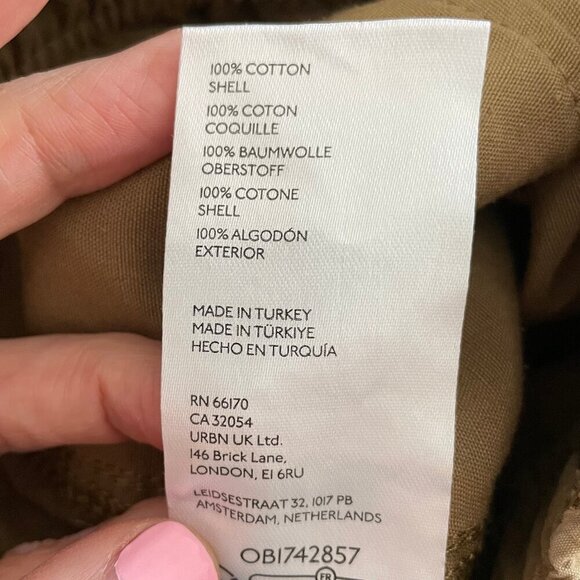 100% COTTON
SHELL
100% COTON
COQUILLE
100% BAUMWOLLE
OBERSTOFF
100% COTONE
SHELL
100% ALGODÓN
EXTERIOR
MADE IN TURKEY
MADE IN TÜRKIYE
HECHO EN TURQUÍA
RN 66170
CA 32054
URBN UK Ltd.
146 Brick Lane,
LONDON, E1 6RU
LEIDSESTRAAT 32, 1017 PB
AMSTERDAM, NETHERLANDS
OB1742857
FR